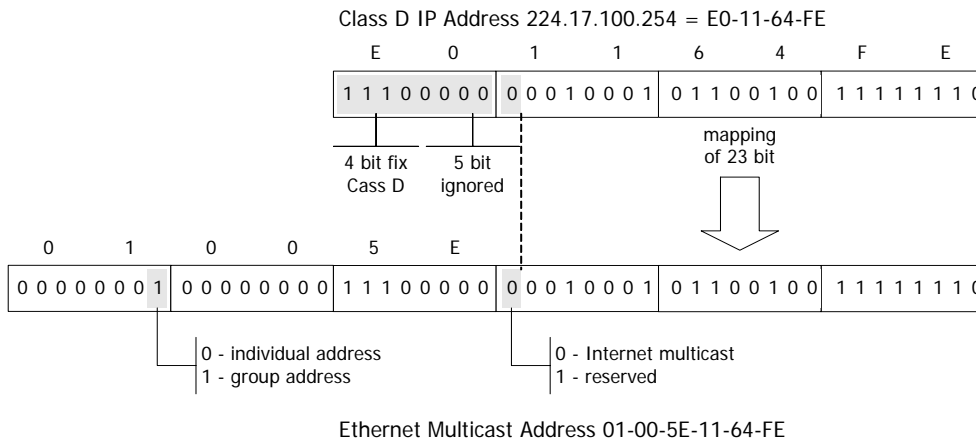 Class D IP Address 224.17.100.254 = E0-11-64-FE
E 0 1 1 6 4 F E
1 1 1 0 0 0 0 0 0 0 0 1 0 0 0 1 0 1 1 0 0 1 0 0 1 1 1 1 1 1 1 0
4 bit fix
Cass D
5 bit
ignored
mapping
of 23 bit
0 1 0 0 5 E
0 0 0 0 0 0 0 1 0 0 0 0 0 0 0 0 1 1 1 0 0 0 0 0 0 0 0 1 0 0 0 1 0 1 1 0 0 1 0 0 1 1 1 1 1 1 1 0
0 - individual address
1 - group address
0 - Internet multicast
1 - reserved
Ethernet Multicast Address 01-00-5E-11-64-FE